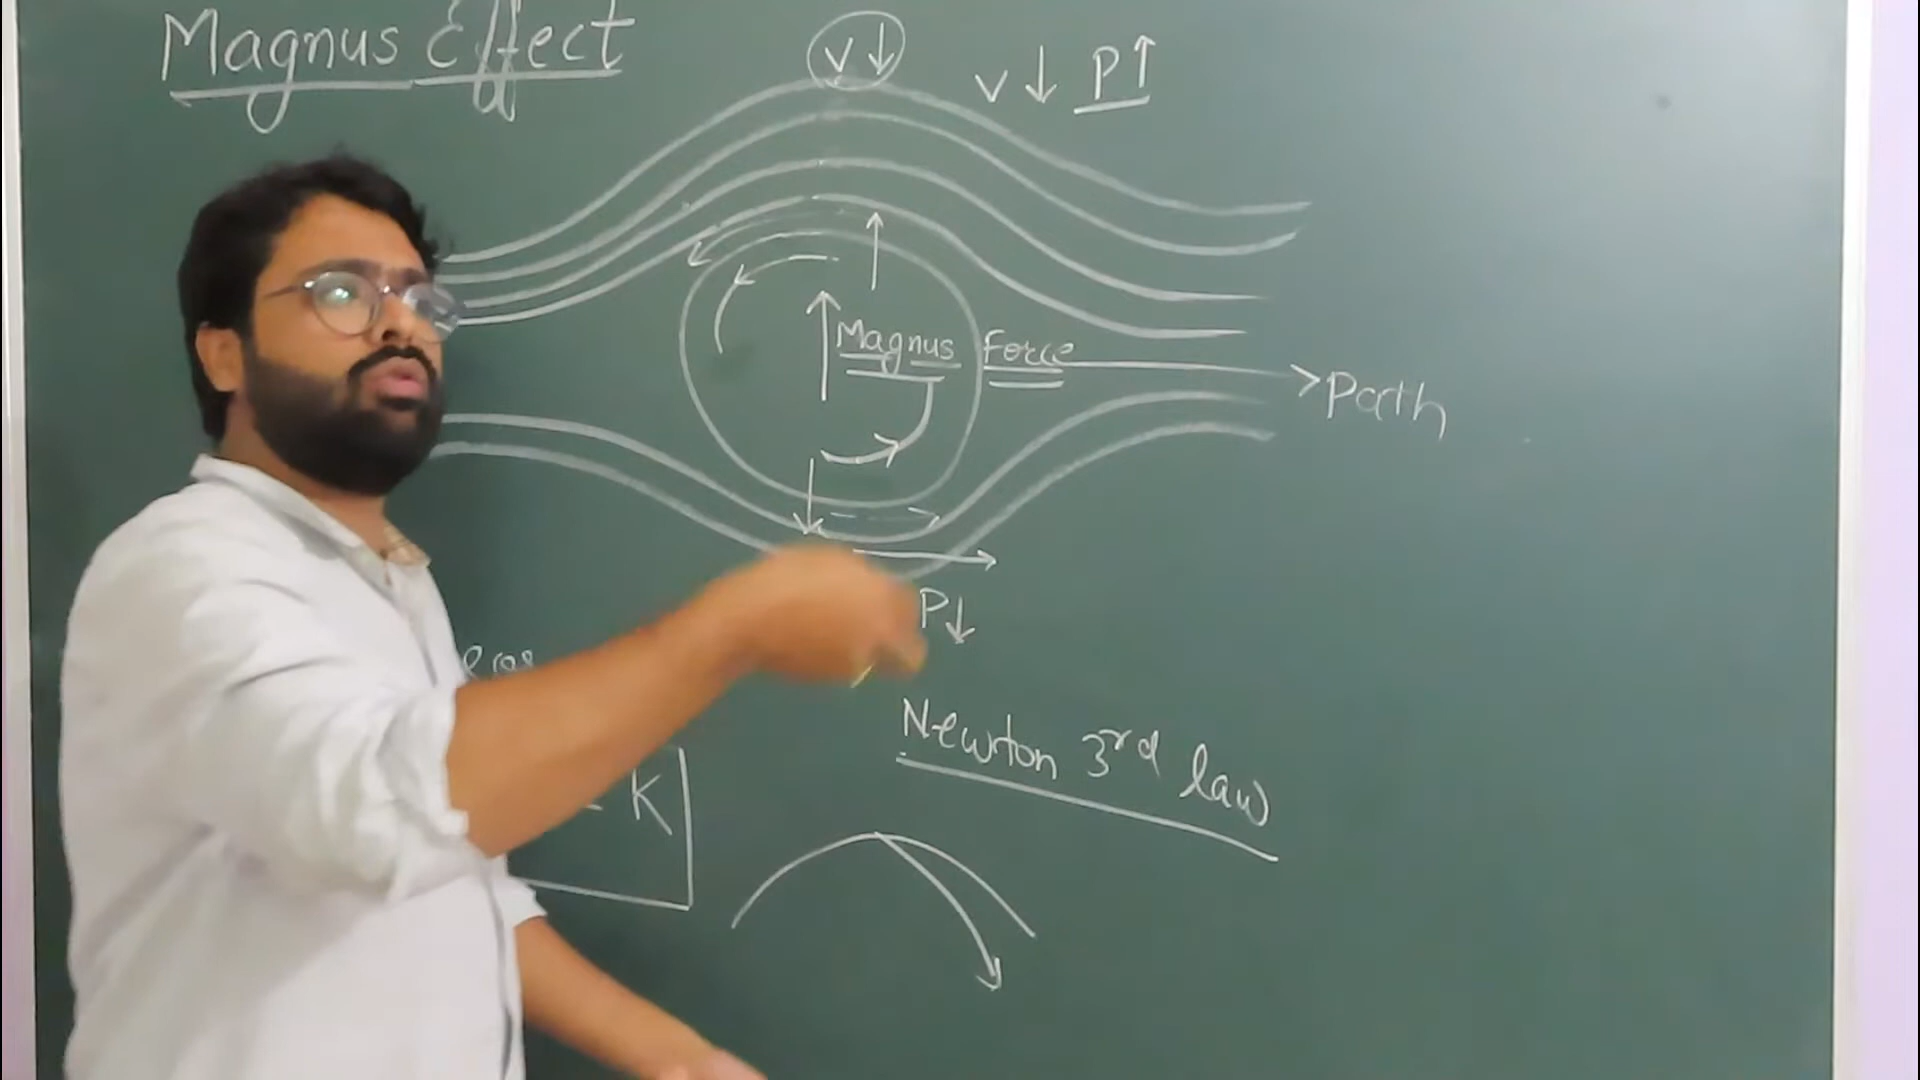 Magnus Effect
V↓
V↓ P↑
Magnus Force
Path
P↓
Newton 3rd law
K